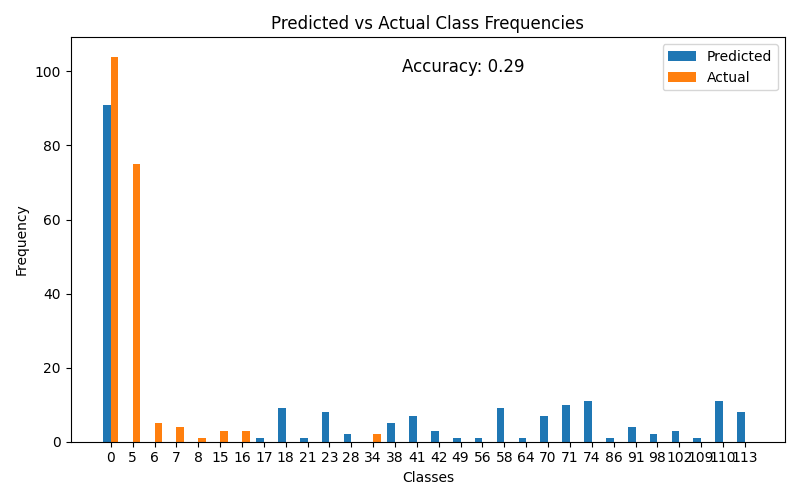 Predicted vs Actual Class Frequencies
Accuracy: 0.29
Predicted
Actual
Frequency
100
80
60
40
20
0
0 5 6 7 8 15 16 17 18 21 23 28 34 38 41 42 49 56 58 64 70 71 74 86 91 98 102 109 110 113
Classes